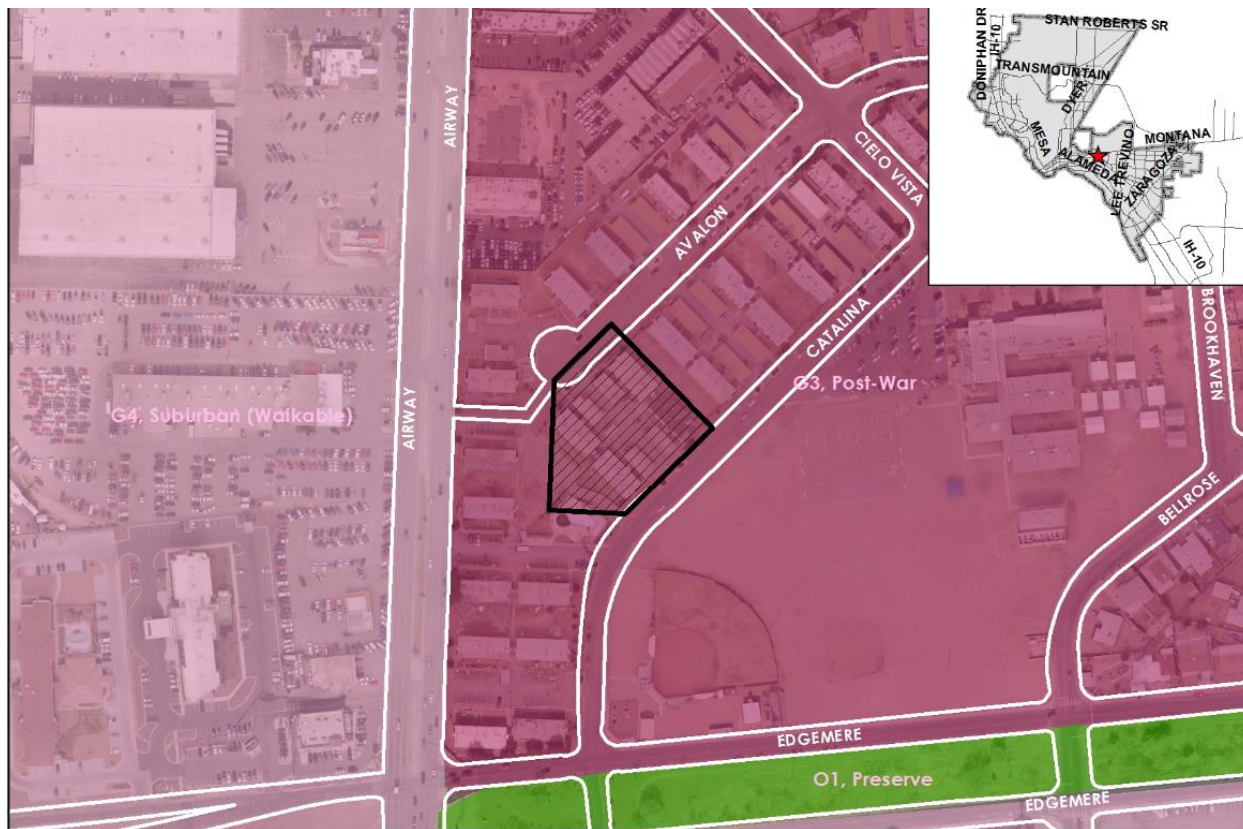 AIRWAY
AVALON
CIELO VISTA
CATALINA
G3, Post-War
G4, Suburban (Walkable)
AIRWAY
BROOKHAVEN
BELLROSE
EDGEMERE
O1, Preserve
EDGEMERE
DONIPHAN DR
IH-10
STAN ROBERTS SR
TRANSMOUNTAIN
DYER
MESA
MONTANA
ALAMEDA
LEE TREVINO
ZARAGOZA
IH-10